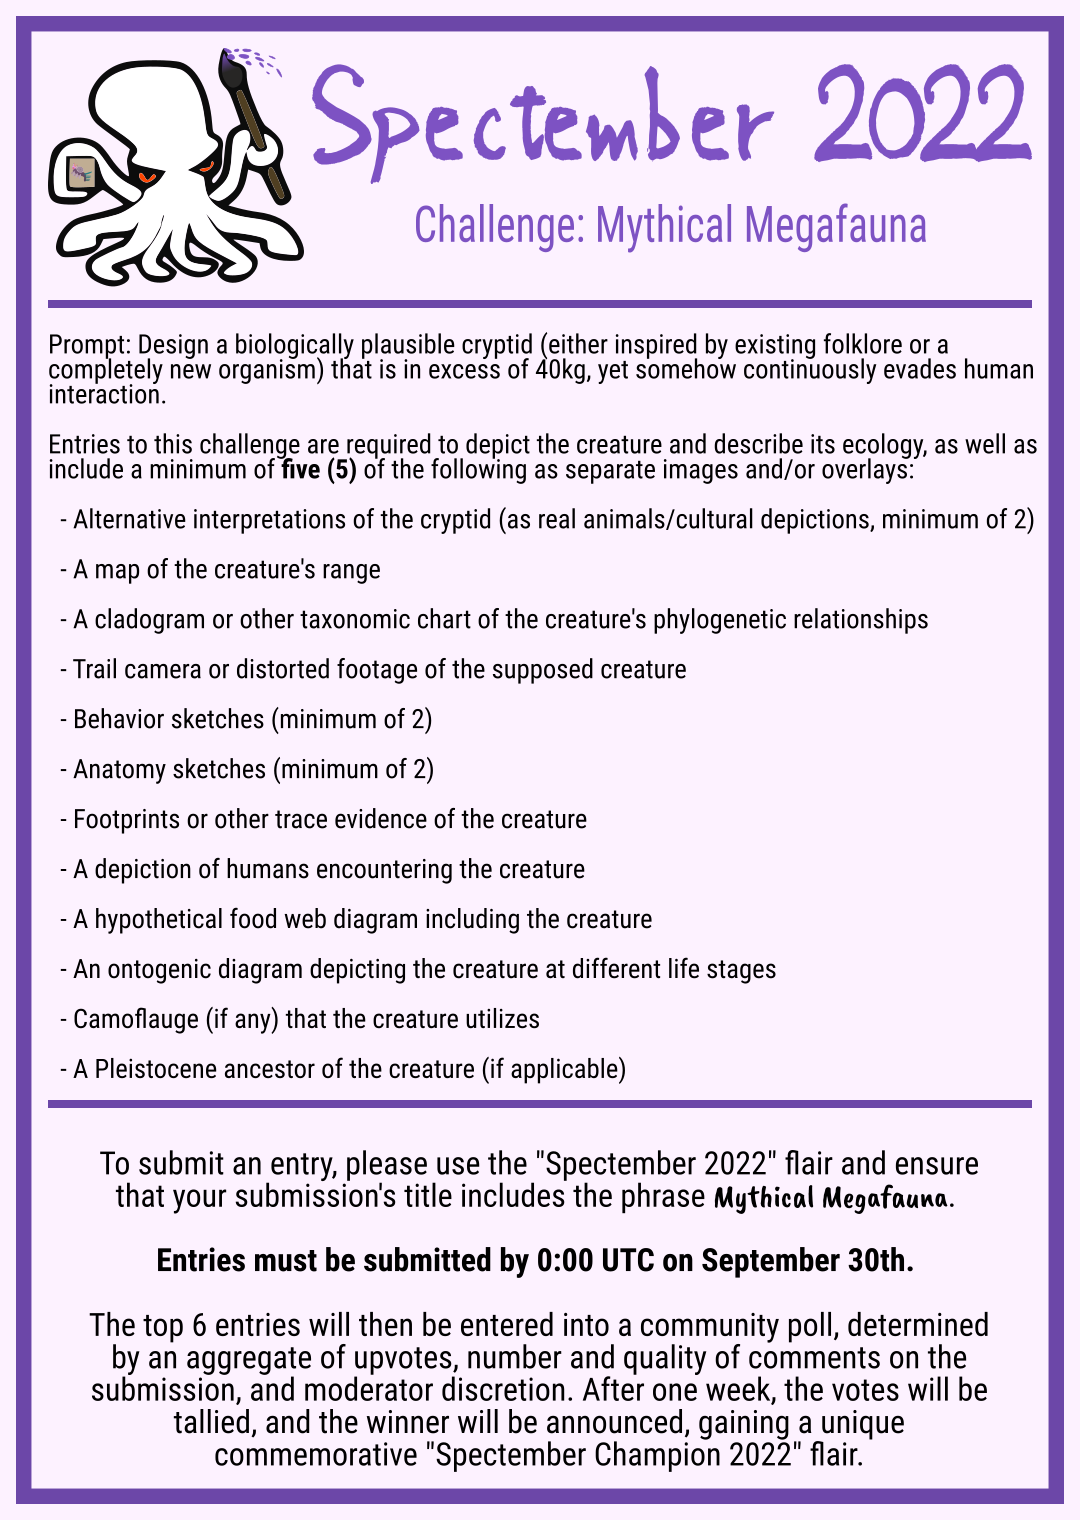 Spectember 2022
Challenge: Mythical Megafauna
Prompt: Design a biologically plausible cryptid (either inspired by existing folklore or a
completely new organism) that is in excess of 40kg, yet somehow continuously evades human
interaction.
Entries to this challenge are required to depict the creature and describe its ecology, as well as
include a minimum of five (5) of the following as separate images and/or overlays:
- Alternative interpretations of the cryptid (as real animals/cultural depictions, minimum of 2)
- A map of the creature's range
- A cladogram or other taxonomic chart of the creature's phylogenetic relationships
- Trail camera or distorted footage of the supposed creature
- Behavior sketches (minimum of 2)
- Anatomy sketches (minimum of 2)
- Footprints or other trace evidence of the creature
- A depiction of humans encountering the creature
- A hypothetical food web diagram including the creature
- An ontogenic diagram depicting the creature at different life stages
- Camoflauge (if any) that the creature utilizes
- A Pleistocene ancestor of the creature (if applicable)
To submit an entry, please use the "Spectember 2022" flair and ensure
that your submission's title includes the phrase Mythical Megafauna.
Entries must be submitted by 0:00 UTC on September 30th.
The top 6 entries will then be entered into a community poll, determined
by an aggregate of upvotes, number and quality of comments on the
submission, and moderator discretion. After one week, the votes will be
tallied, and the winner will be announced, gaining a unique
commemorative "Spectember Champion 2022" flair.